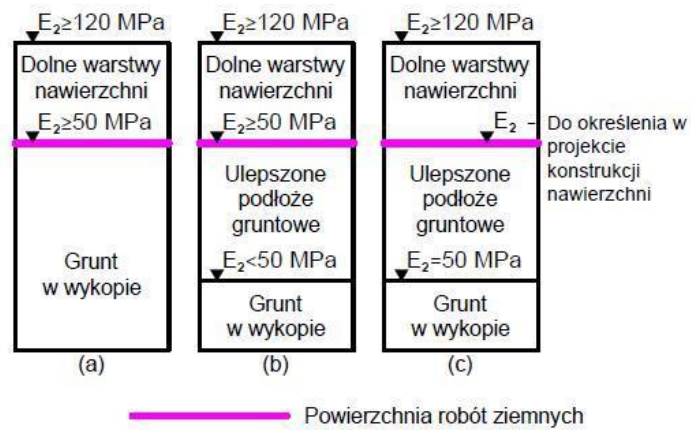 E₂≥120 MPa
Dolne warstwy
nawierzchni
E₂≥50 MPa
Grunt
w wykopie
(a)
E₂≥120 MPa
Dolne warstwy
nawierzchni
E₂≥50 MPa
Ulepszone
podłoże
gruntowe
E₂<50 MPa
Grunt
w wykopie
(b)
E₂≥120 MPa
Dolne warstwy
nawierzchni
E₂ - Do określenia w
projekcie
konstrukcji
nawierzchni
Ulepszone
podłoże
gruntowe
E₂=50 MPa
Grunt
w wykopie
(c)
Powierzchnia robót ziemnych